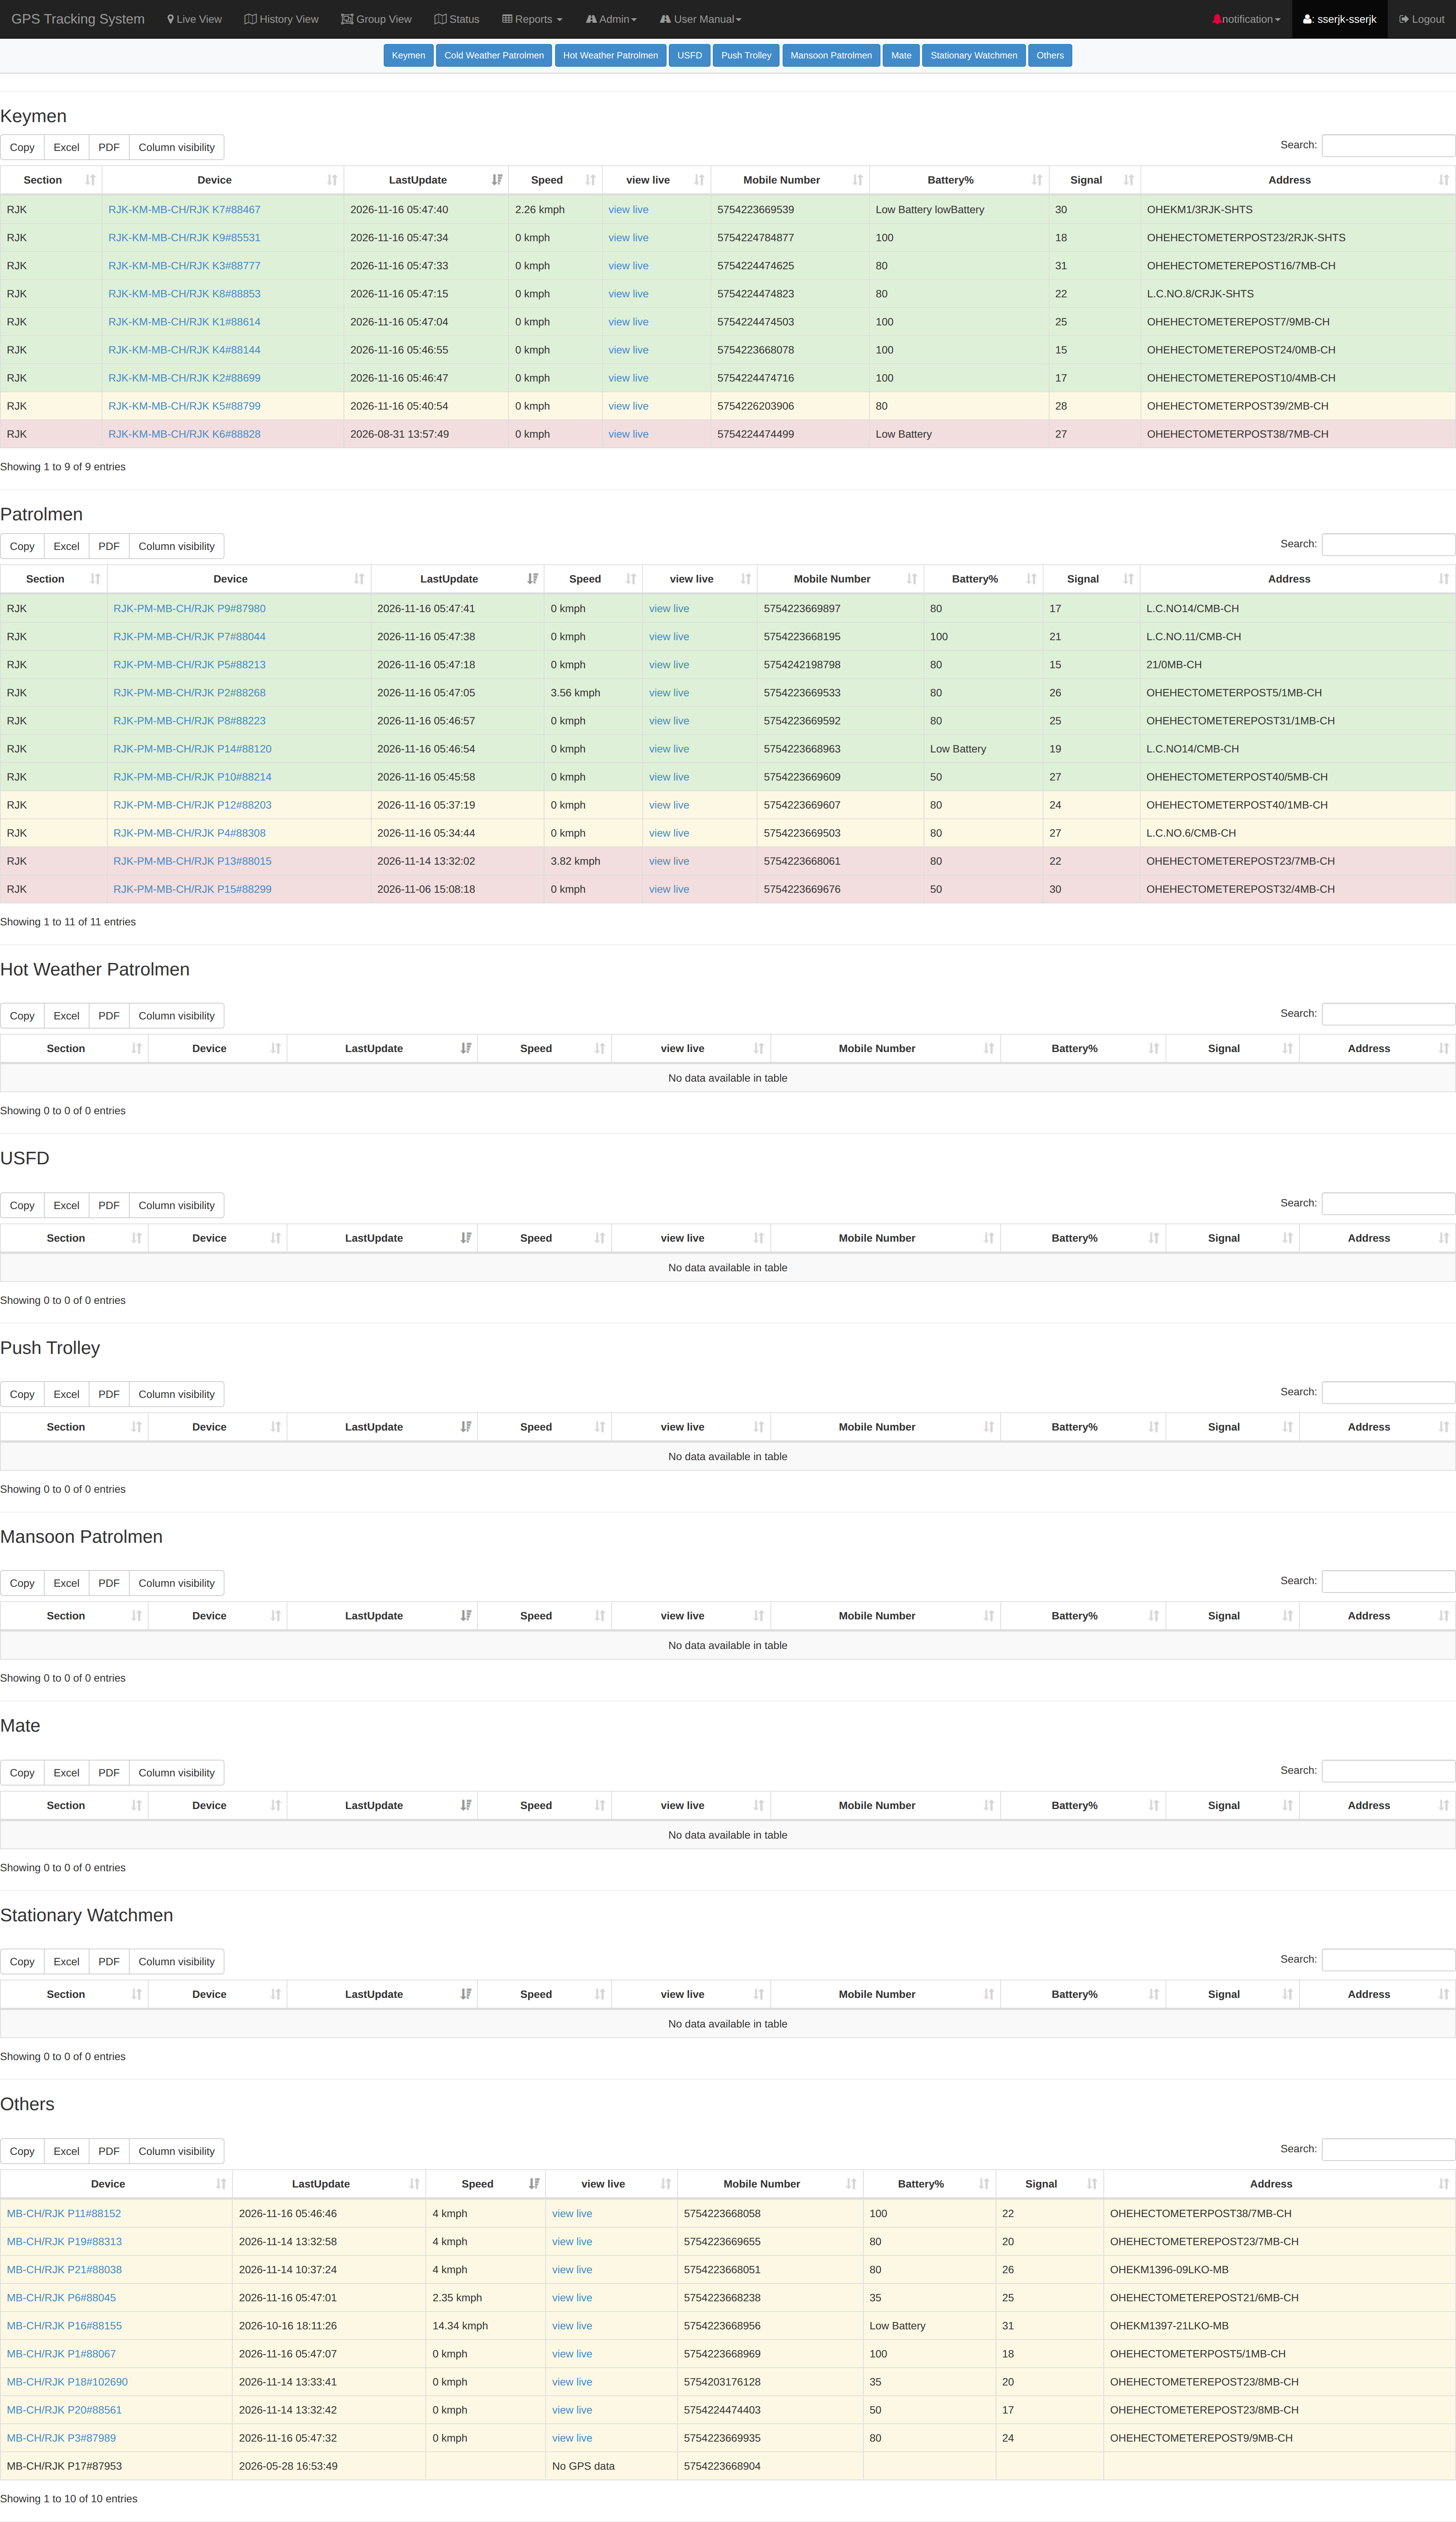 GPS Tracking System Live View History View Group View Status Reports Admin User Manual notification : sserjk-sserjk Logout
Keymen Cold Weather Patrolmen Hot Weather Patrolmen USFD Push Trolley Mansoon Patrolmen Mate Stationary Watchmen Others
Keymen
Copy Excel PDF Column visibility Search:
Section Device LastUpdate Speed view live Mobile Number Battery% Signal Address
RJK RJK-KM-MB-CH/RJK K7#88467 2026-11-16 05:47:40 2.26 kmph view live 5754223669539 Low Battery lowBattery 30 OHEKM1/3RJK-SHTS
RJK RJK-KM-MB-CH/RJK K9#85531 2026-11-16 05:47:34 0 kmph view live 5754224784877 100 18 OHEHECTOMETERPOST23/2RJK-SHTS
RJK RJK-KM-MB-CH/RJK K3#88777 2026-11-16 05:47:33 0 kmph view live 5754224474625 80 31 OHEHECTOMETEREPOST16/7MB-CH
RJK RJK-KM-MB-CH/RJK K8#88853 2026-11-16 05:47:15 0 kmph view live 5754224474823 80 22 L.C.NO.8/CRJK-SHTS
RJK RJK-KM-MB-CH/RJK K1#88614 2026-11-16 05:47:04 0 kmph view live 5754224474503 100 25 OHEHECTOMETEREPOST7/9MB-CH
RJK RJK-KM-MB-CH/RJK K4#88144 2026-11-16 05:46:55 0 kmph view live 5754223668078 100 15 OHEHECTOMETEREPOST24/0MB-CH
RJK RJK-KM-MB-CH/RJK K2#88699 2026-11-16 05:46:47 0 kmph view live 5754224474716 100 17 OHEHECTOMETEREPOST10/4MB-CH
RJK RJK-KM-MB-CH/RJK K5#88799 2026-11-16 05:40:54 0 kmph view live 5754226203906 80 28 OHEHECTOMETERPOST39/2MB-CH
RJK RJK-KM-MB-CH/RJK K6#88828 2026-08-31 13:57:49 0 kmph view live 5754224474499 Low Battery 27 OHEHECTOMETERPOST38/7MB-CH
Showing 1 to 9 of 9 entries
Patrolmen
Copy Excel PDF Column visibility Search:
Section Device LastUpdate Speed view live Mobile Number Battery% Signal Address
RJK RJK-PM-MB-CH/RJK P9#87980 2026-11-16 05:47:41 0 kmph view live 5754223669897 80 17 L.C.NO14/CMB-CH
RJK RJK-PM-MB-CH/RJK P7#88044 2026-11-16 05:47:38 0 kmph view live 5754223668195 100 21 L.C.NO.11/CMB-CH
RJK RJK-PM-MB-CH/RJK P5#88213 2026-11-16 05:47:18 0 kmph view live 5754242198798 80 15 21/0MB-CH
RJK RJK-PM-MB-CH/RJK P2#88268 2026-11-16 05:47:05 3.56 kmph view live 5754223669533 80 26 OHEHECTOMETERPOST5/1MB-CH
RJK RJK-PM-MB-CH/RJK P8#88223 2026-11-16 05:46:57 0 kmph view live 5754223669592 80 25 OHEHECTOMETEREPOST31/1MB-CH
RJK RJK-PM-MB-CH/RJK P14#88120 2026-11-16 05:46:54 0 kmph view live 5754223668963 Low Battery 19 L.C.NO14/CMB-CH
RJK RJK-PM-MB-CH/RJK P10#88214 2026-11-16 05:45:58 0 kmph view live 5754223669609 50 27 OHEHECTOMETERPOST40/5MB-CH
RJK RJK-PM-MB-CH/RJK P12#88203 2026-11-16 05:37:19 0 kmph view live 5754223669607 80 24 OHEHECTOMETERPOST40/1MB-CH
RJK RJK-PM-MB-CH/RJK P4#88308 2026-11-16 05:34:44 0 kmph view live 5754223669503 80 27 L.C.NO.6/CMB-CH
RJK RJK-PM-MB-CH/RJK P13#88015 2026-11-14 13:32:02 3.82 kmph view live 5754223668061 80 22 OHEHECTOMETEREPOST23/7MB-CH
RJK RJK-PM-MB-CH/RJK P15#88299 2026-11-06 15:08:18 0 kmph view live 5754223669676 50 30 OHEHECTOMETEREPOST32/4MB-CH
Showing 1 to 11 of 11 entries
Hot Weather Patrolmen
Copy Excel PDF Column visibility Search:
Section Device LastUpdate Speed view live Mobile Number Battery% Signal Address
No data available in table
Showing 0 to 0 of 0 entries
USFD
Copy Excel PDF Column visibility Search:
Section Device LastUpdate Speed view live Mobile Number Battery% Signal Address
No data available in table
Showing 0 to 0 of 0 entries
Push Trolley
Copy Excel PDF Column visibility Search:
Section Device LastUpdate Speed view live Mobile Number Battery% Signal Address
No data available in table
Showing 0 to 0 of 0 entries
Mansoon Patrolmen
Copy Excel PDF Column visibility Search:
Section Device LastUpdate Speed view live Mobile Number Battery% Signal Address
No data available in table
Showing 0 to 0 of 0 entries
Mate
Copy Excel PDF Column visibility Search:
Section Device LastUpdate Speed view live Mobile Number Battery% Signal Address
No data available in table
Showing 0 to 0 of 0 entries
Stationary Watchmen
Copy Excel PDF Column visibility Search:
Section Device LastUpdate Speed view live Mobile Number Battery% Signal Address
No data available in table
Showing 0 to 0 of 0 entries
Others
Copy Excel PDF Column visibility Search:
Device LastUpdate Speed view live Mobile Number Battery% Signal Address
MB-CH/RJK P11#88152 2026-11-16 05:46:46 4 kmph view live 5754223668058 100 22 OHEHECTOMETERPOST38/7MB-CH
MB-CH/RJK P19#88313 2026-11-14 13:32:58 4 kmph view live 5754223669655 80 20 OHEHECTOMETEREPOST23/7MB-CH
MB-CH/RJK P21#88038 2026-11-14 10:37:24 4 kmph view live 5754223668051 80 26 OHEKM1396-09LKO-MB
MB-CH/RJK P6#88045 2026-11-16 05:47:01 2.35 kmph view live 5754223668238 35 25 OHEHECTOMETEREPOST21/6MB-CH
MB-CH/RJK P16#88155 2026-10-16 18:11:26 14.34 kmph view live 5754223668956 Low Battery 31 OHEKM1397-21LKO-MB
MB-CH/RJK P1#88067 2026-11-16 05:47:07 0 kmph view live 5754223668969 100 18 OHEHECTOMETERPOST5/1MB-CH
MB-CH/RJK P18#102690 2026-11-14 13:33:41 0 kmph view live 5754203176128 35 20 OHEHECTOMETEREPOST23/8MB-CH
MB-CH/RJK P20#88561 2026-11-14 13:32:42 0 kmph view live 5754224474403 50 17 OHEHECTOMETEREPOST23/8MB-CH
MB-CH/RJK P3#87989 2026-11-16 05:47:32 0 kmph view live 5754223669935 80 24 OHEHECTOMETEREPOST9/9MB-CH
MB-CH/RJK P17#87953 2026-05-28 16:53:49 No GPS data 5754223668904
Showing 1 to 10 of 10 entries